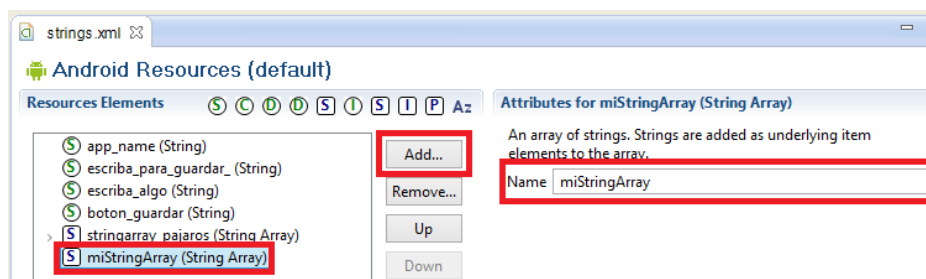 strings.xml
Android Resources (default)
Resources Elements
S C D D S I S I P Az
app_name (String)
escriba_para_guardar_ (String)
escriba_algo (String)
boton_guardar (String)
stringarray_pajaros (String Array)
miStringArray (String Array)
Add...
Remove...
Up
Down
Attributes for miStringArray (String Array)
An array of strings. Strings are added as underlying item
elements to the array.
Name miStringArray